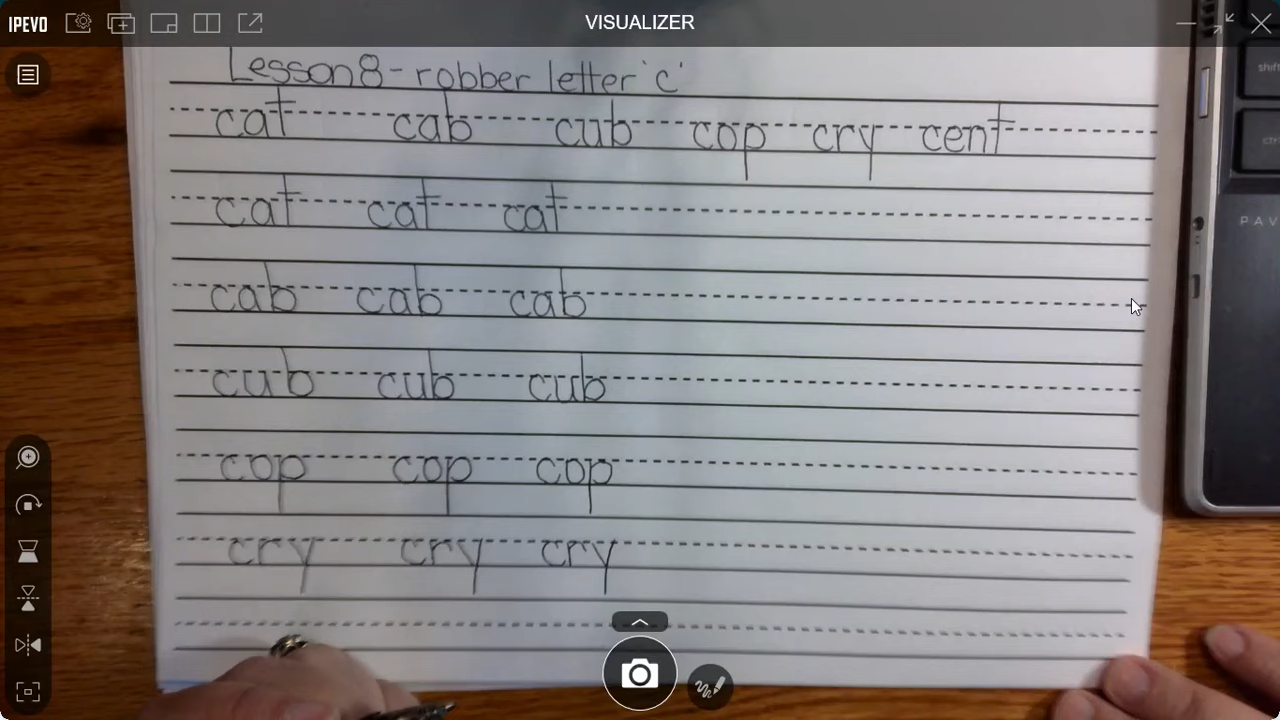 IPEVO VISUALIZER
Lesson 8 - robber letter 'c'
cat cab cub cop cry cent
cat cat cat
cab cab cab
cub cub cub
cop cop cop
cry cry cry
shift
PAV